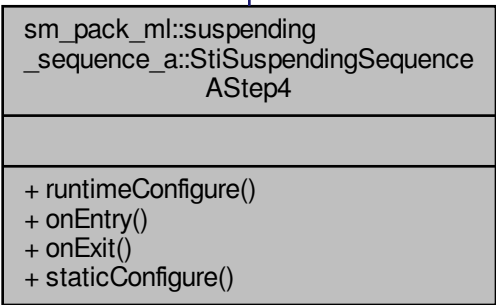 sm_pack_ml::suspending
_sequence_a::StiSuspendingSequence
AStep4
+ runtimeConfigure()
+ onEntry()
+ onExit()
+ staticConfigure()